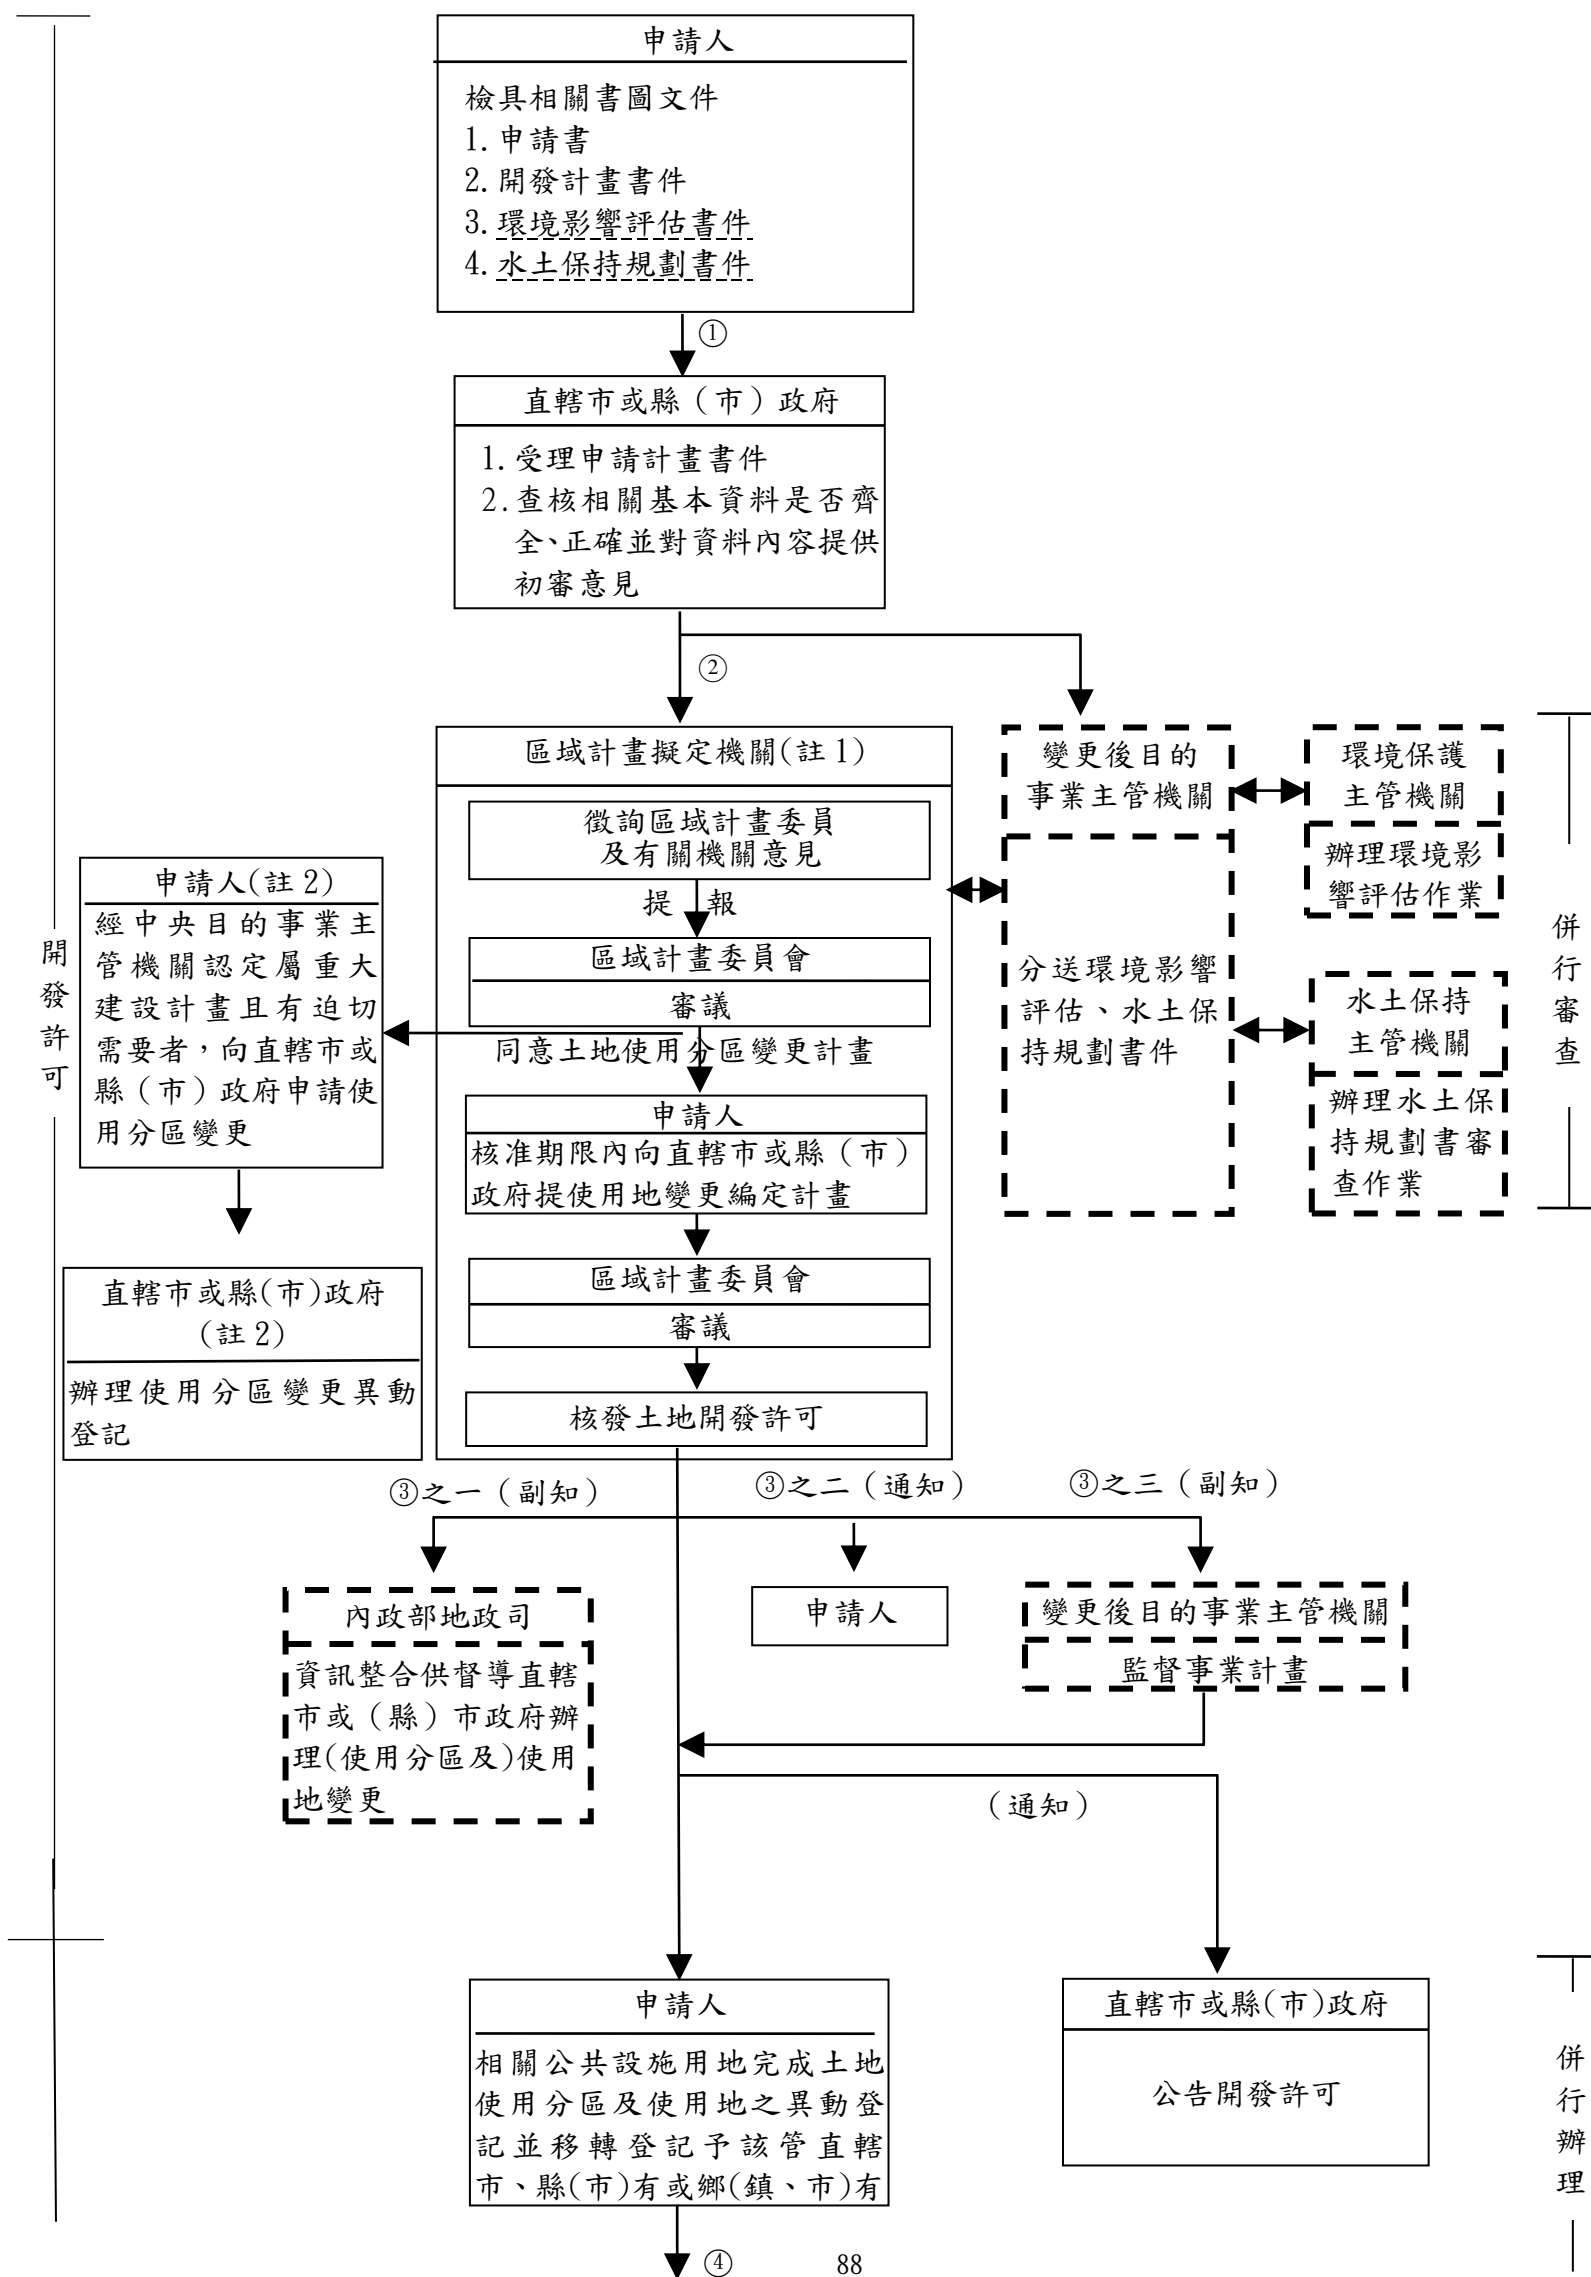 申請人
檢具相關書圖文件
1.申請書
2.開發計畫書件
3.環境影響評估書件
4.水土保持規劃書件
①
直轄市或縣（市）政府
1.受理申請計畫書件
2.查核相關基本資料是否齊
全、正確並對資料內容提供
初審意見
②
區域計畫擬定機關(註1)
徵詢區域計畫委員
及有關機關意見
提 報
區域計畫委員會
審議
同意土地使用分區變更計畫
申請人
核准期限內向直轄市或縣（市）
政府提使用地變更編定計畫
區域計畫委員會
審議
核發土地開發許可
變更後目的
事業主管機關
分送環境影響
評估、水土保
持規劃書件
環境保護
主管機關
辦理環境影
響評估作業
水土保持
主管機關
辦理水土保
持規劃書審
查作業
併行審查
申請人(註2)
經中央目的事業主
管機關認定屬重大
建設計畫且有迫切
需要者，向直轄市或
縣（市）政府申請使
用分區變更
開發許可
直轄市或縣(市)政府
(註2)
辦理使用分區變更異動
登記
③之一（副知）
③之二（通知）
③之三（副知）
內政部地政司
資訊整合供督導直轄
市或（縣）市政府辦
理(使用分區及)使用
地變更
申請人
變更後目的事業主管機關
監督事業計畫
（通知）
申請人
相關公共設施用地完成土地
使用分區及使用地之異動登
記並移轉登記予該管直轄
市、縣(市)有或鄉(鎮、市)有
直轄市或縣(市)政府
公告開發許可
併行辦理
④
88